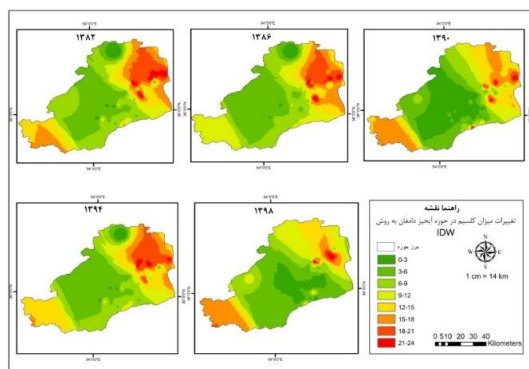 ۱۳۸۲
۱۳۸۶
۱۳۹۰
۱۳۹۴
۱۳۹۸
راهنما نقشه
تغییرات میزان کلسیم در حوزه آبخیز دامغان به روش
IDW
مرز حوزه
0-3
3-6
6-9
9-12
12-15
15-18
18-21
21-24
N
S
1 cm = 14 km
0 5 10 20 30 40
Kilometers